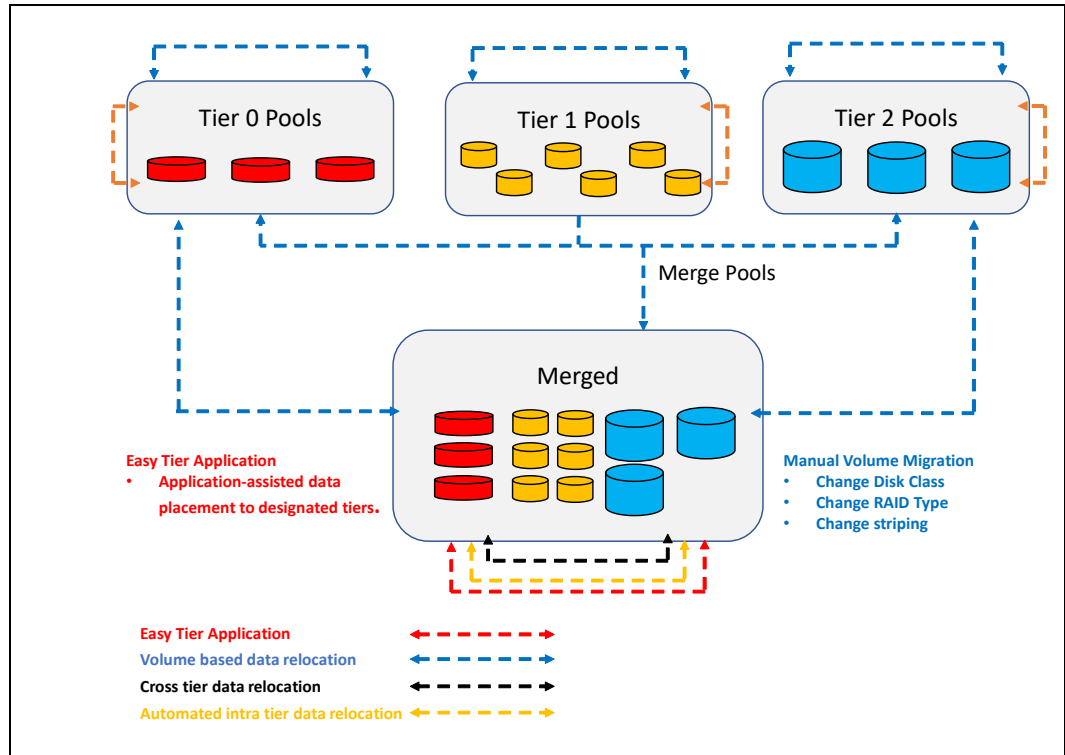 Tier 0 Pools
Tier 1 Pools
Tier 2 Pools
Merge Pools
Merged
Easy Tier Application
• Application-assisted data
placement to designated tiers.
Manual Volume Migration
• Change Disk Class
• Change RAID Type
• Change striping
Easy Tier Application
Volume based data relocation
Cross tier data relocation
Automated intra tier data relocation